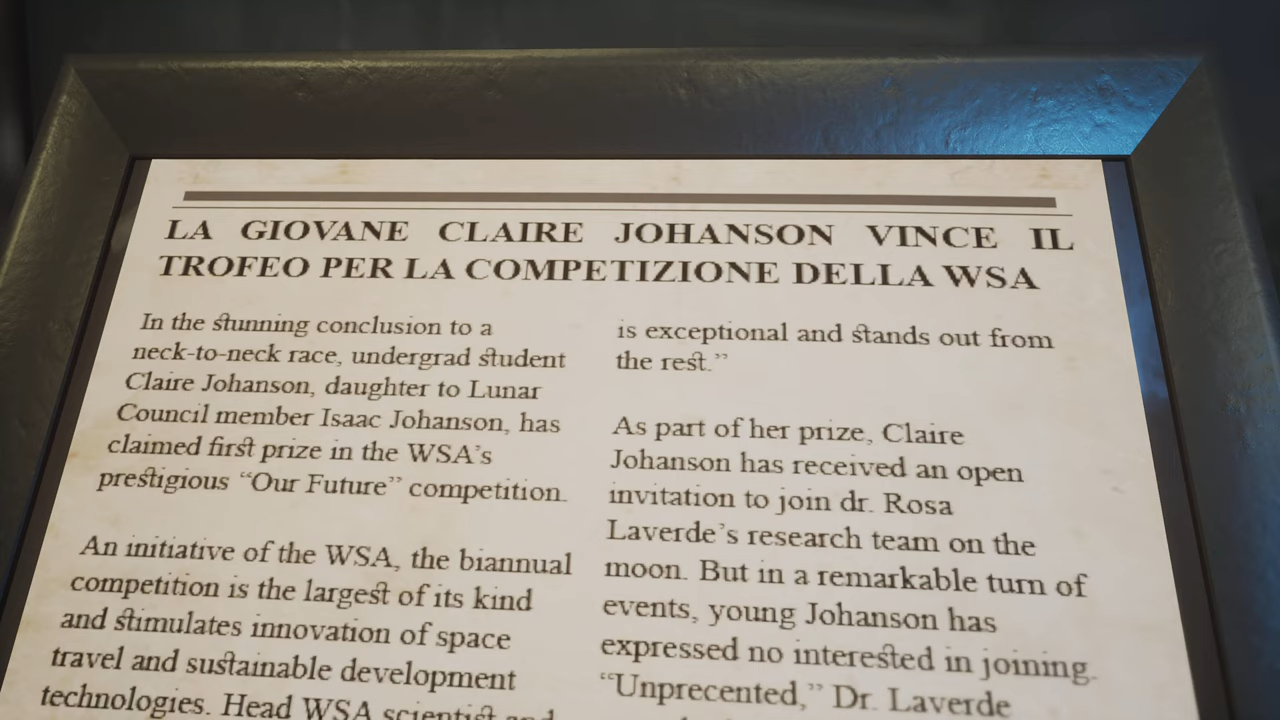 LA GIOVANE CLAIRE JOHANSON VINCE IL
TROFEO PER LA COMPETIZIONE DELLA WSA
In the stunning conclusion to a
neck-to-neck race, undergrad student
Claire Johanson, daughter to Lunar
Council member Isaac Johanson, has
claimed first prize in the WSA's
prestigious “Our Future” competition.
An initiative of the WSA, the biannual
competition is the largest of its kind
and stimulates innovation of space
travel and sustainable development
technologies. Head WSA scientist and
is exceptional and stands out from
the rest.”
As part of her prize, Claire
Johanson has received an open
invitation to join dr. Rosa
Laverde's research team on the
moon. But in a remarkable turn of
events, young Johanson has
expressed no interested in joining.
“Unprecented,” Dr. Laverde